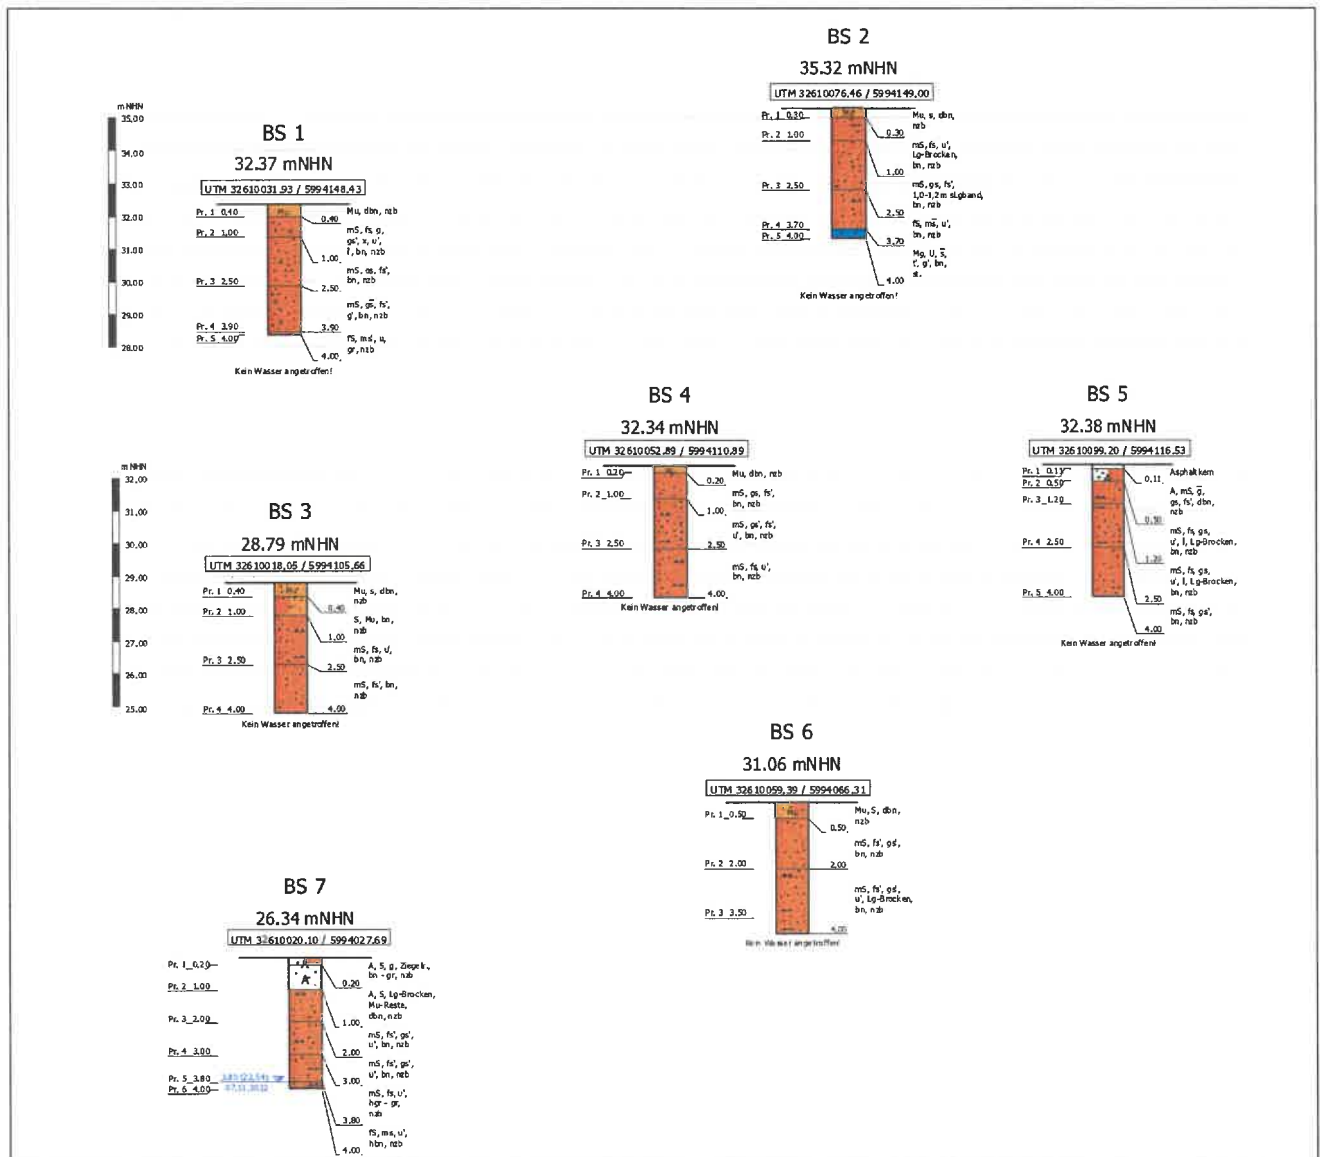 BS 2
35.32 mNHN
UTM 32610076.46 / 5994149.00
Pr. 1 0.30
Pr. 2 1.00
Pr. 3 2.50
Pr. 4 3.70
Pr. 5 4.00
0.30
1.00
2.50
3.70
4.00
Mu, s, dbn,
nzb
mS, fs, u',
Lg-Brocken,
bn, nzb
mS, gs, fs',
1,0-1,2m sLgband,
bn, nzb
fS, ms̅, u',
bn, nzb
Mg, U, s̅,
t', g', bn,
st.
Kein Wasser angetroffen!
m NHN
35,00
34.00
33.00
32.00
31.00
30.00
29.00
28.00
BS 1
32.37 mNHN
UTM 32610031.93 / 5994148.43
Pr. 1 0.40
Pr. 2 1.00
Pr. 3 2.50
Pr. 4 3.90
Pr. 5 4.00
Mu
0.40
1.00
2.50
3.90
4.00
Mu, dbn, nzb
mS, fs, g,
gs', x, u',
bn, nzb
mS, gs, fs',
bn, nzb
mS, gs̅, fs',
g', bn, nzb
fS, ms', u,
gr, nzb
Kein Wasser angetroffen!
BS 4
32.34 mNHN
UTM 32610052.89 / 5994110.89
Pr. 1 0.20
Pr. 2_1.00
Pr. 3 2.50
Pr. 4 4.00
0.20
1.00
2.50
4.00
Mu, dbn, nzb
mS, gs, fs',
bn, nzb
mS, gs', fs',
u', bn, nzb
mS, fs, u',
bn, nzb
Kein Wasser angetroffen!
BS 5
32.38 mNHN
UTM 32610099.20 / 5994116.53
Pr. 1 0.11
Pr. 2 0.50
Pr. 3_1.20
Pr. 4 2.50
Pr. 5 4.00
A
0.11
0.50
1.20
2.50
4.00
Asphaltkern
A, mS, g̅,
gs, fs', dbn,
nzb
mS, fs, gs,
u', l, Lg-Brocken,
bn, nzb
mS, fs, gs,
u', l, Lg-Brocken,
bn, nzb
mS, fs, gs',
bn, nzb
Kein Wasser angetroffen!
m NHN
32,00
31,00
30,00
29,00
28,00
27,00
26,00
25,00
BS 3
28.79 mNHN
UTM 32610018.05 / 5994105.66
Pr. 1 0.40
Pr. 2 1.00
Pr. 3 2.50
Pr. 4 4.00
0.40
1.00
2.50
4.00
Mu, s, dbn,
nzb
S, Mu, bn,
nzb
mS, fs, u',
bn, nzb
mS, fs', bn,
nzb
Kein Wasser angetroffen!
BS 6
31.06 mNHN
UTM 32610059.39 / 5994066.31
Pr. 1_0.50
Pr. 2 2.00
Pr. 3 3.50
Mu
0.50
2.00
4.00
Mu, S, dbn,
nzb
mS, fs', gs',
bn, nzb
mS, fs', gs',
u', Lg-Brocken,
bn, nzb
Kein Wasser angetroffen!
BS 7
26.34 mNHN
UTM 32610020.10 / 5994027.69
Pr. 1_0.20
Pr. 2 1.00
Pr. 3_2.00
Pr. 4 3.00
Pr. 5_3.80
Pr. 6 4.00
A
A
0.20
1.00
2.00
3.00
3.80
4.00
A, S, g, Ziegelr.,
bn - gr, nzb
A, S, Lg-Brocken,
Mu-Reste,
dbn, nzb
mS, fs', gs',
u', bn, nzb
mS, fs', gs',
u', bn, nzb
mS, fs, u',
hgr - gr,
nzb
fS, ms, u',
hbn, nzb